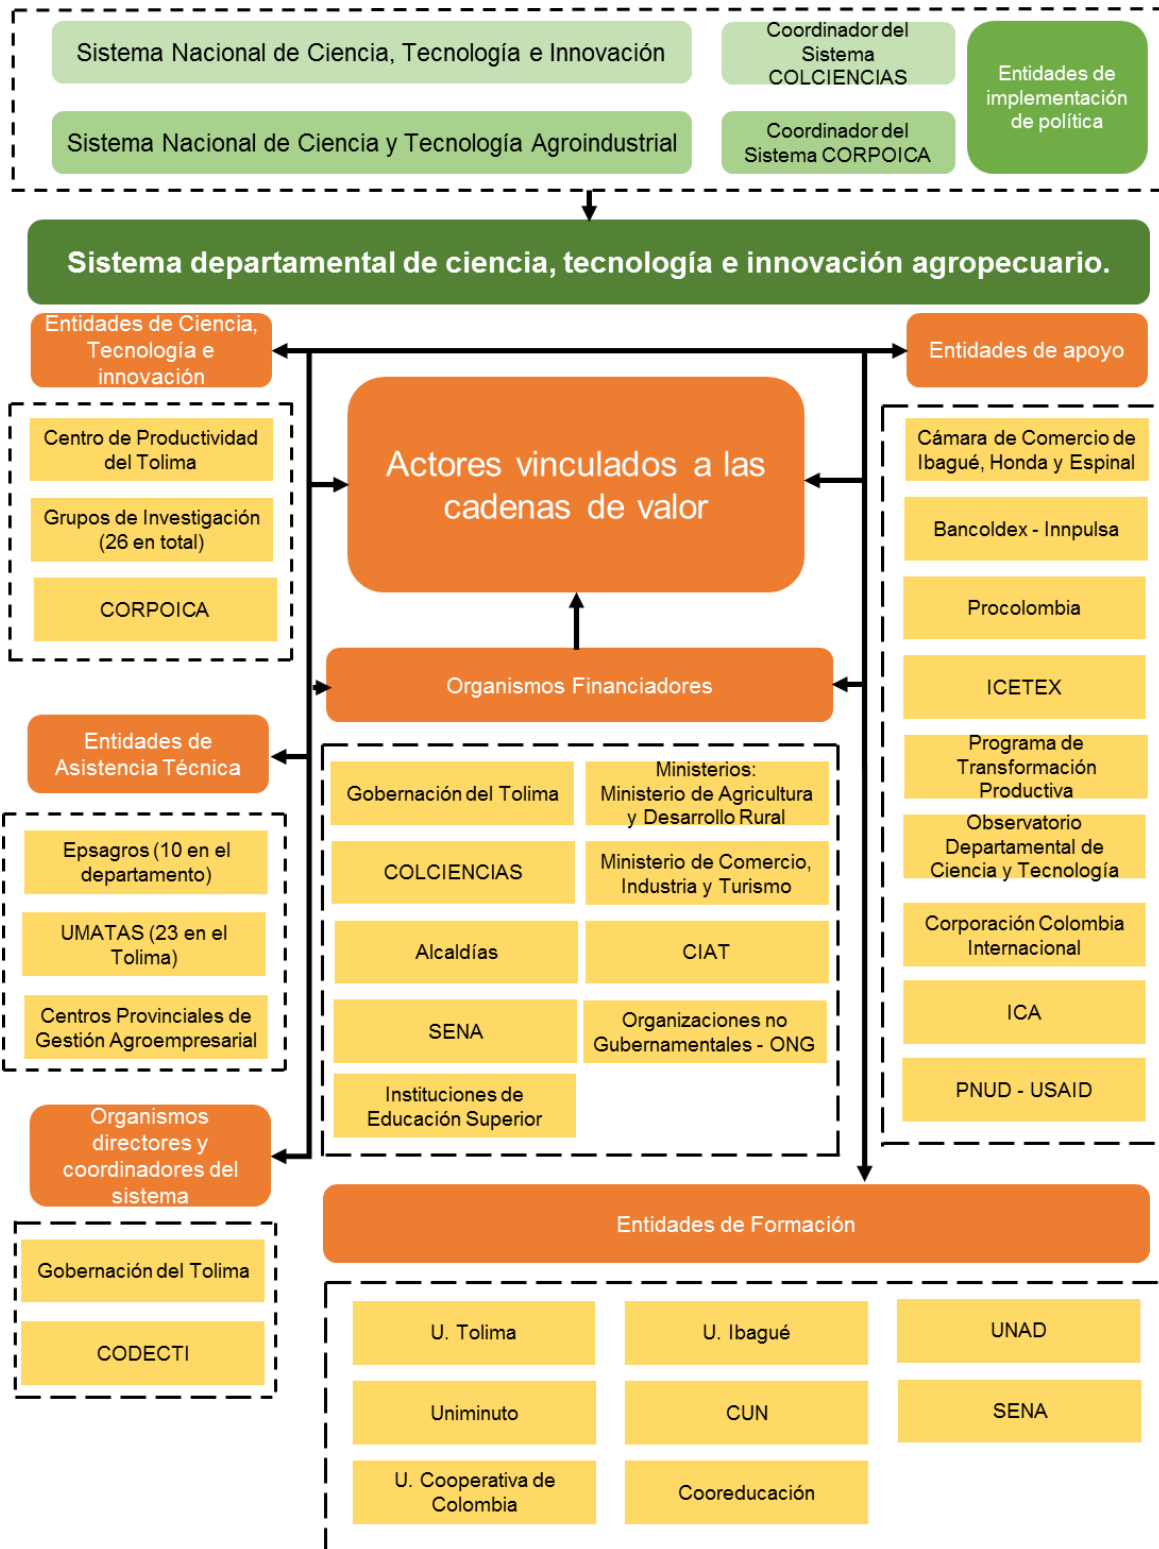 Sistema Nacional de Ciencia, Tecnología e Innovación
Coordinador del
Sistema
COLCIENCIAS
Entidades de
implementación
de política
Sistema Nacional de Ciencia y Tecnología Agroindustrial
Coordinador del
Sistema CORPOICA
Sistema departamental de ciencia, tecnología e innovación agropecuario.
Entidades de Ciencia,
Tecnología e
innovación
Centro de Productividad
del Tolima
Grupos de Investigación
(26 en total)
CORPOICA
Entidades de
Asistencia Técnica
Epsagros (10 en el
departamento)
UMATAS (23 en el
Tolima)
Centros Provinciales de
Gestión Agroempresarial
Organismos
directores y
coordinadores del
sistema
Gobernación del Tolima
CODECTI
Actores vinculados a las
cadenas de valor
Organismos Financiadores
Gobernación del Tolima
Ministerios:
Ministerio de Agricultura
y Desarrollo Rural
COLCIENCIAS
Ministerio de Comercio,
Industria y Turismo
Alcaldías
CIAT
SENA
Organizaciones no
Gubernamentales - ONG
Instituciones de
Educación Superior
Entidades de apoyo
Cámara de Comercio de
Ibagué, Honda y Espinal
Bancoldex - Innpulsa
Procolombia
ICETEX
Programa de
Transformación
Productiva
Observatorio
Departamental de
Ciencia y Tecnología
Corporación Colombia
Internacional
ICA
PNUD - USAID
Entidades de Formación
U. Tolima
U. Ibagué
UNAD
Uniminuto
CUN
SENA
U. Cooperativa de
Colombia
Cooreducación